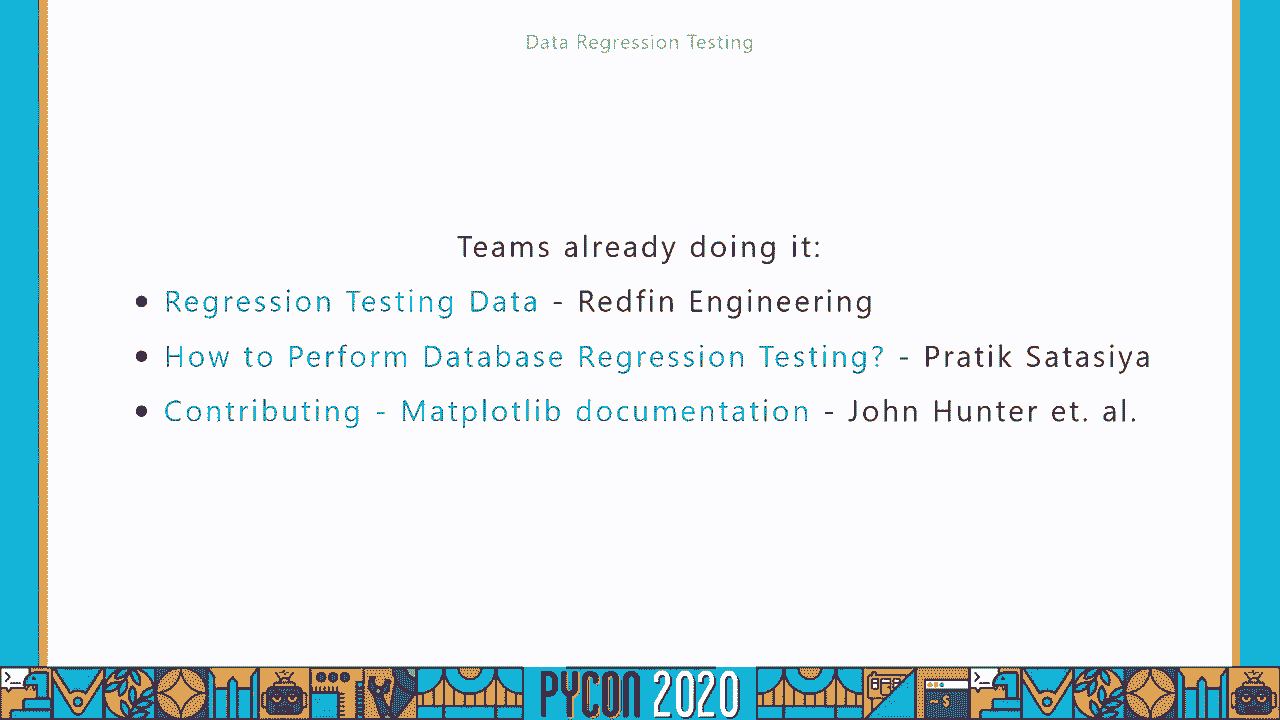 Data Regression Testing
Teams already doing it:
• Regression Testing Data - Redfin Engineering
• How to Perform Database Regression Testing? - Pratik Satasiya
• Contributing - Matplotlib documentation - John Hunter et. al.
PYCON 2020